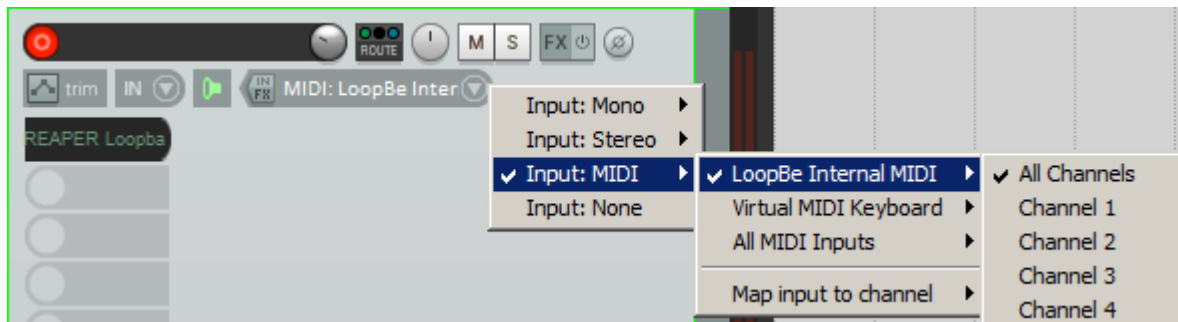 ROUTE M S FX
trim IN IN FX MIDI: LoopBe Inter
REAPER Loopba
Input: Mono
Input: Stereo
Input: MIDI
Input: None
LoopBe Internal MIDI
Virtual MIDI Keyboard
All MIDI Inputs
Map input to channel
All Channels
Channel 1
Channel 2
Channel 3
Channel 4